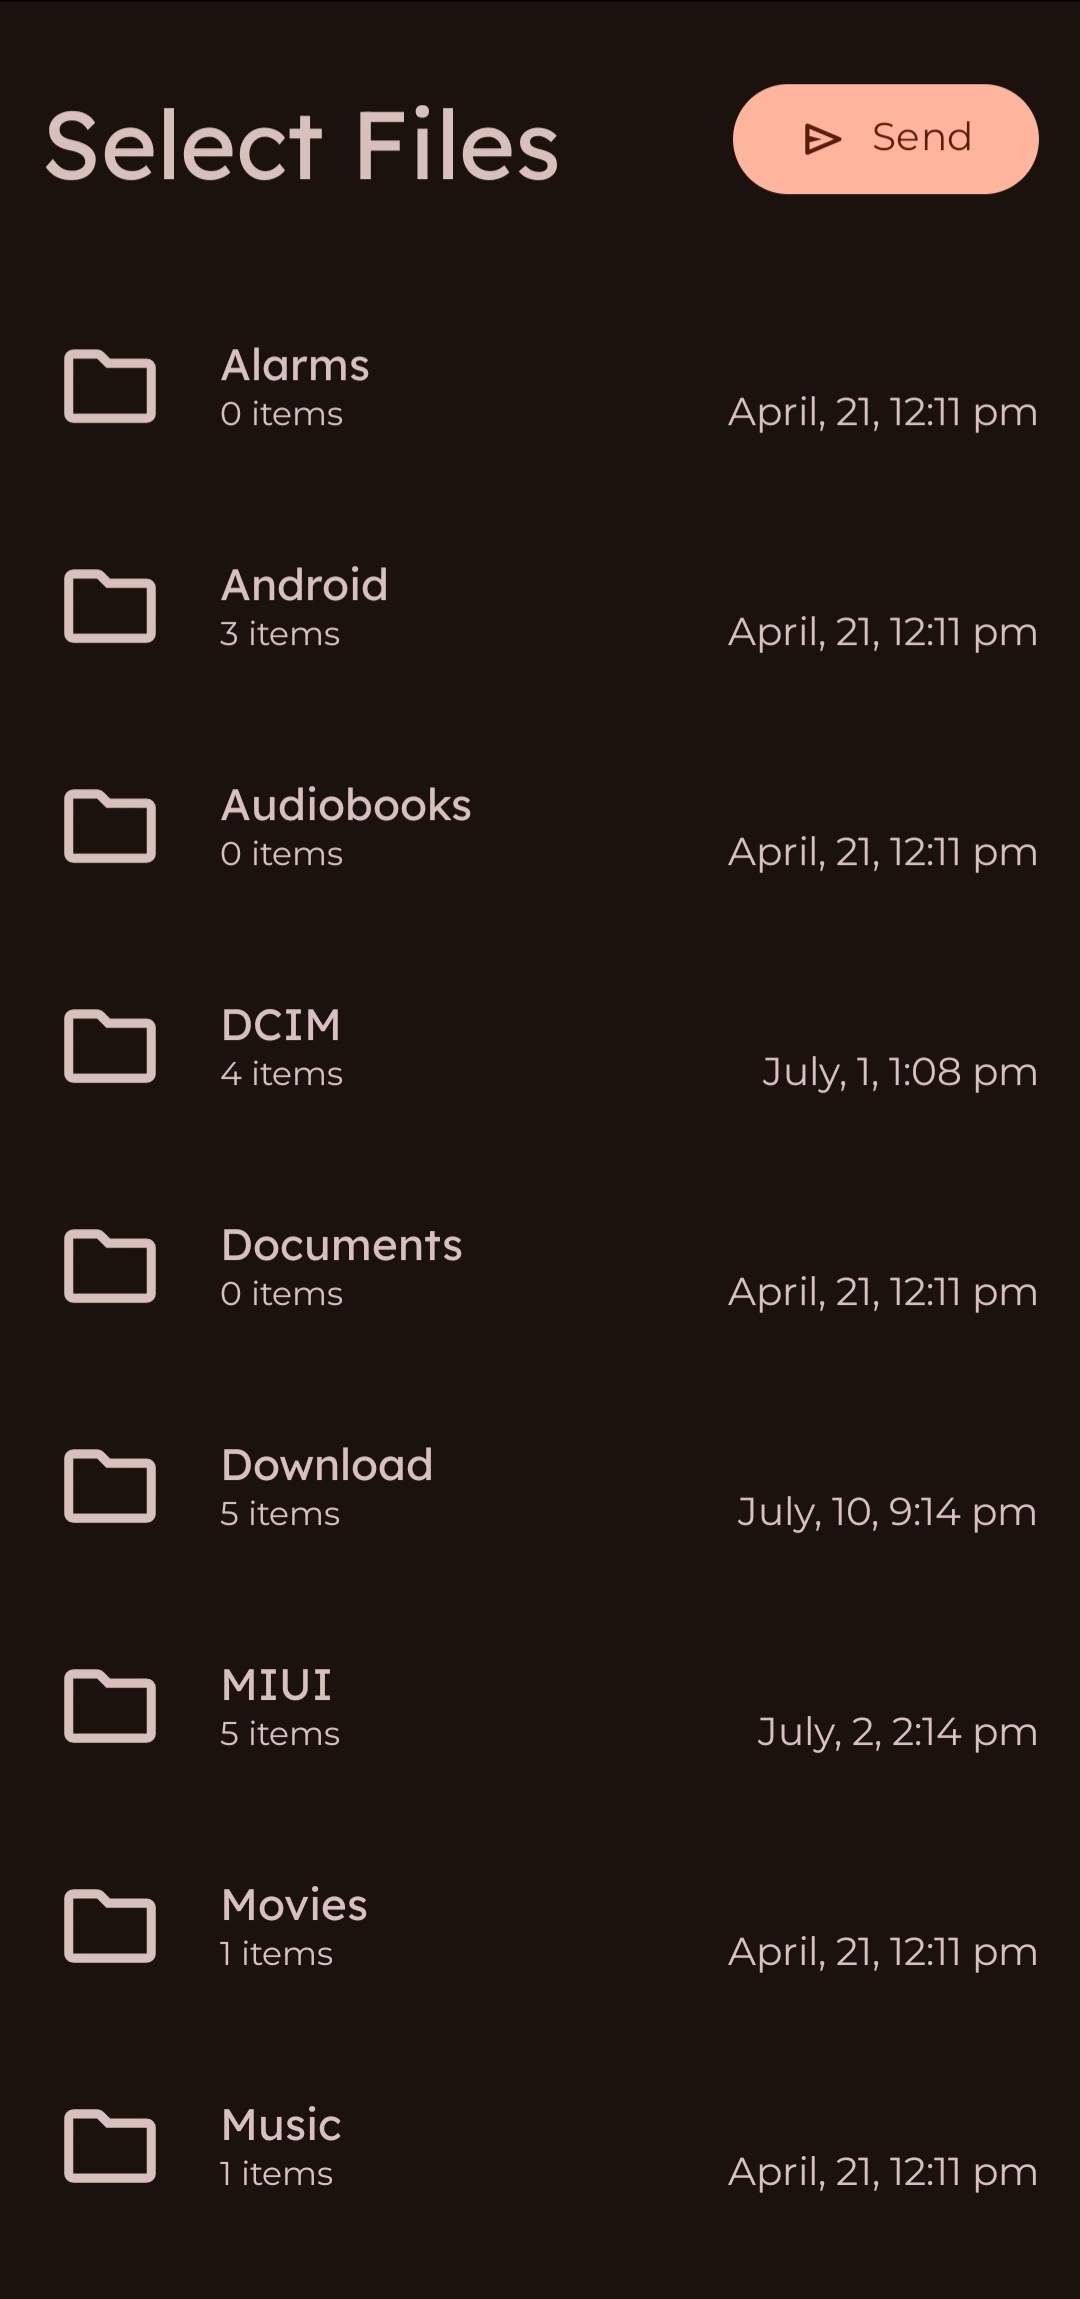 Select Files
Send
Alarms
0 items
April, 21, 12:11 pm
Android
3 items
April, 21, 12:11 pm
Audiobooks
0 items
April, 21, 12:11 pm
DCIM
4 items
July, 1, 1:08 pm
Documents
0 items
April, 21, 12:11 pm
Download
5 items
July, 10, 9:14 pm
MIUI
5 items
July, 2, 2:14 pm
Movies
1 items
April, 21, 12:11 pm
Music
1 items
April, 21, 12:11 pm